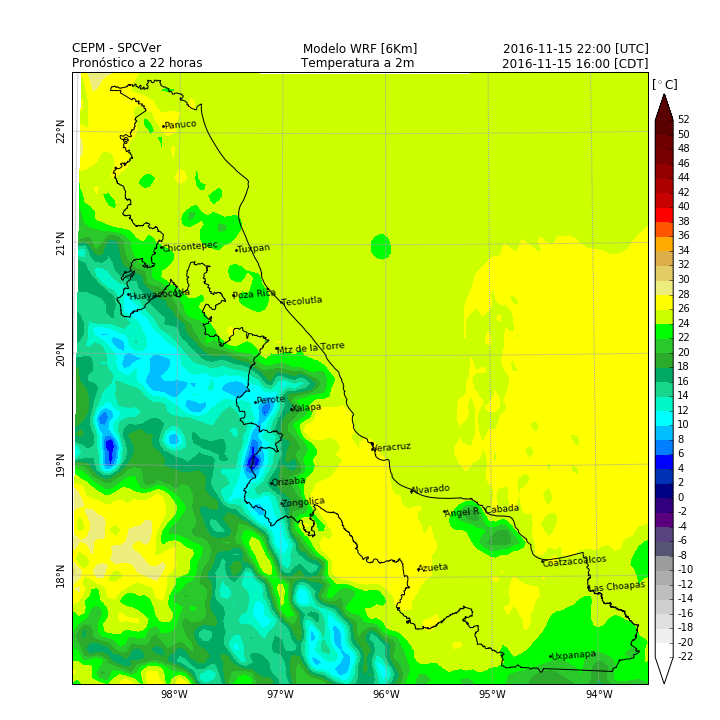 CEPM - SPCVer
Modelo WRF [6Km]
2016-11-15 22:00 [UTC]
Pronóstico a 22 horas
Temperatura a 2m
2016-11-15 16:00 [CDT]
[°C]
52
50
48
46
44
42
40
38
36
34
32
30
28
26
24
22
20
18
16
14
12
10
8
6
4
2
0
-2
-4
-6
-8
-10
-12
-14
-16
-18
-20
-22
22°N
21°N
20°N
19°N
18°N
Panuco
Chicontepec
Tuxpan
Huayacocotla
Poza Rica
Tecolutla
Mtz de la Torre
Perote
Xalapa
Veracruz
Orizaba
Alvarado
Zongolica
Angel R. Cabada
Azueta
Coatzacoalcos
Las Choapas
Uxpanapa
98°W
97°W
96°W
95°W
94°W